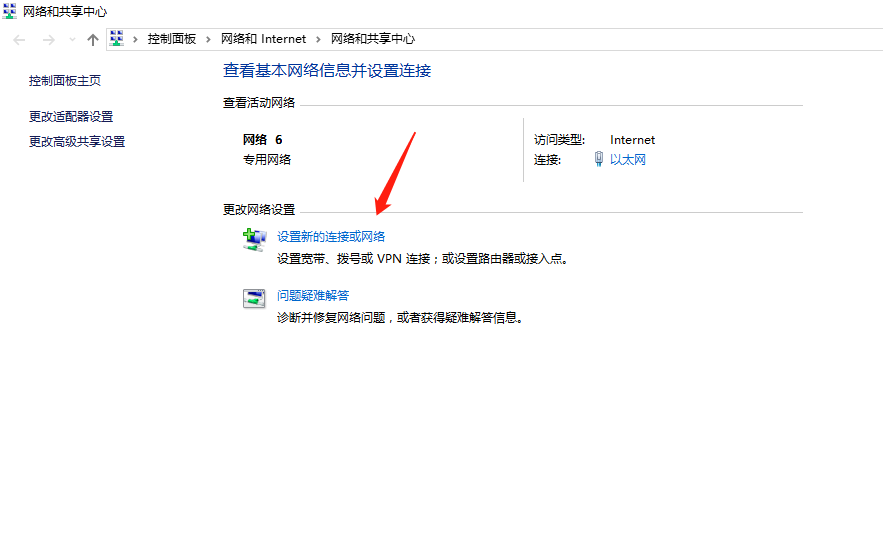 网络和共享中心
控制面板 > 网络和 Internet > 网络和共享中心
控制面板主页
更改适配器设置
更改高级共享设置
查看基本网络信息并设置连接
查看活动网络
网络 6
专用网络
访问类型: Internet
连接: 以太网
更改网络设置
设置新的连接或网络
设置宽带、拨号或 VPN 连接；或设置路由器或接入点。
问题疑难解答
诊断并修复网络问题，或者获得疑难解答信息。